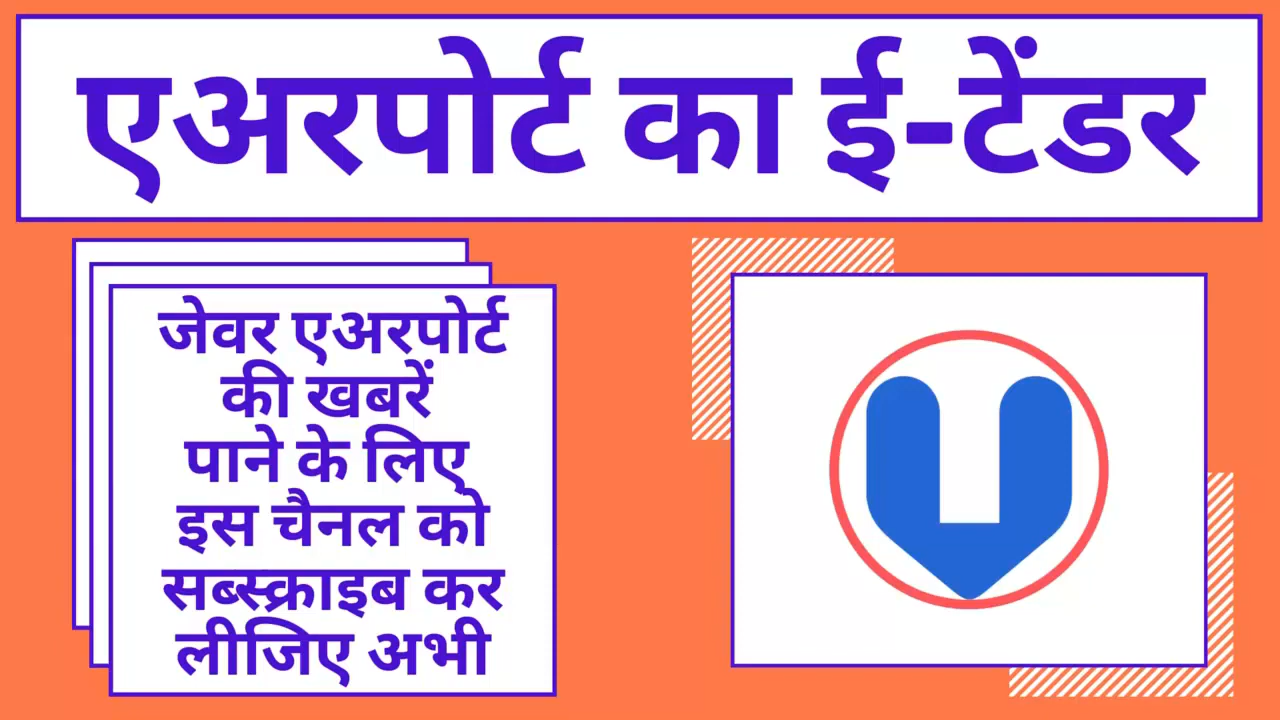 एअरपोर्ट का ई-टेंडर
जेवर एअरपोर्ट
की खबरें
पाने के लिए
इस चैनल को
सब्स्क्राइब कर
लीजिए अभी